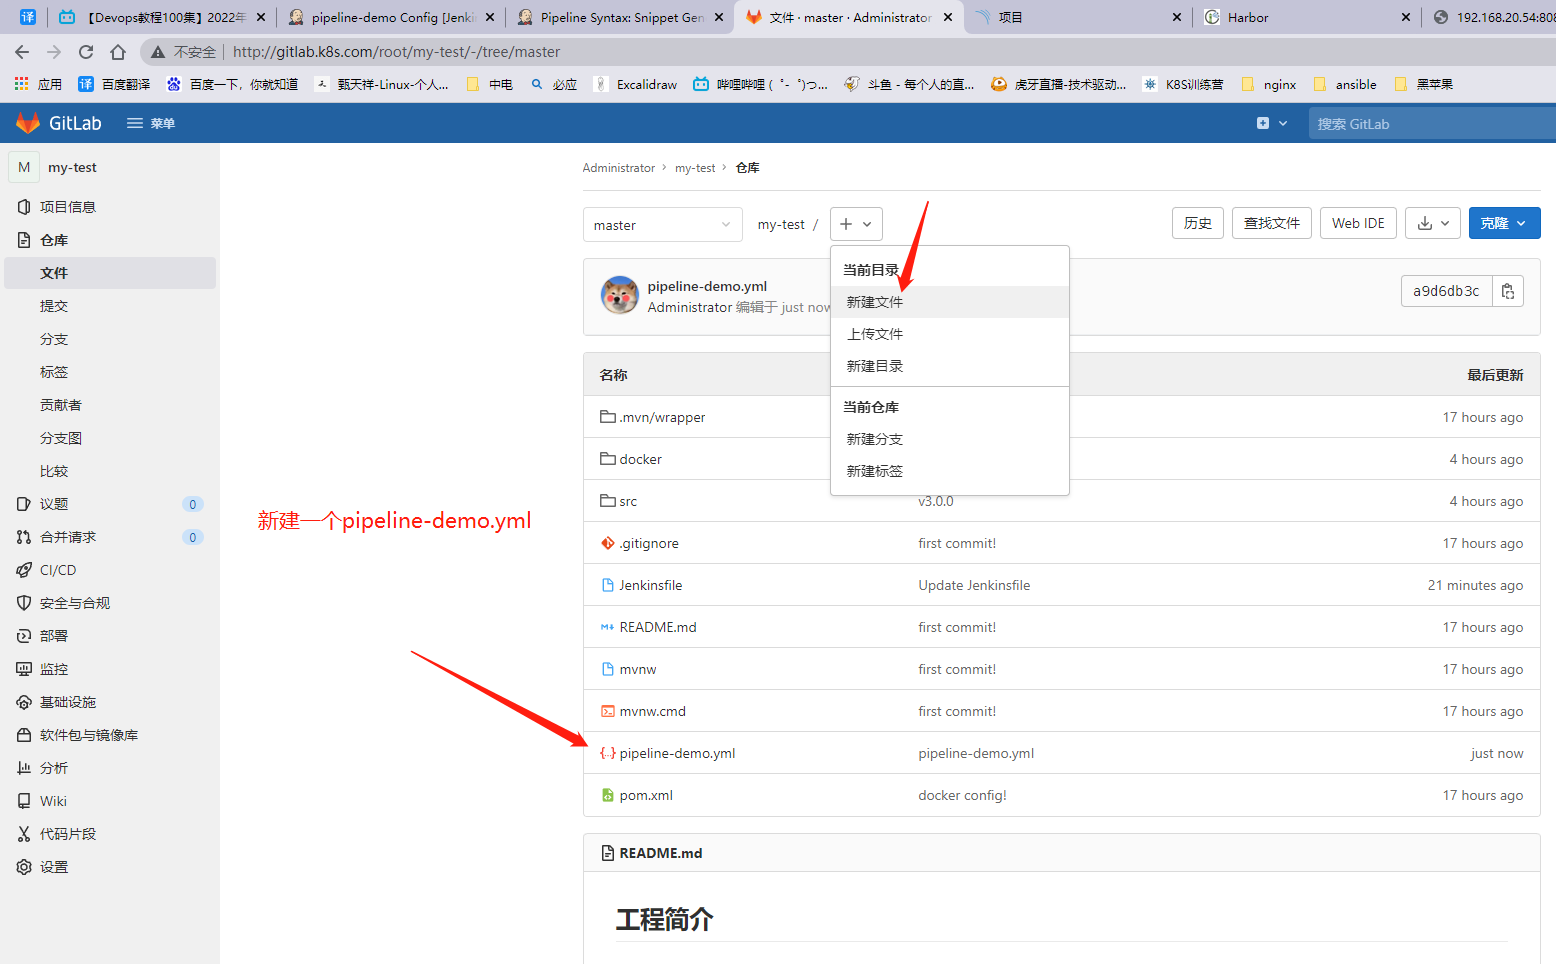 译 【Devops教程100集】2022年 pipeline-demo Config [Jenki Pipeline Syntax: Snippet Gen 文件 · master · Administrator 项目 Harbor 192.168.20.54:808
不安全 http://gitlab.k8s.com/root/my-test/-/tree/master
应用 译 百度翻译 百度一下，你就知道 甄天祥-Linux-个人... 中电 必应 Excalidraw 哔哩哔哩 (゜-゜)つ... 斗鱼 - 每个人的直... 虎牙直播-技术驱动... K8S训练营 nginx ansible 黑苹果
GitLab 菜单 搜索 GitLab
M my-test
项目信息
仓库
文件
提交
分支
标签
贡献者
分支图
比较
议题 0
合并请求 0
CI/CD
安全与合规
部署
监控
基础设施
软件包与镜像库
分析
Wiki
代码片段
设置
新建一个pipeline-demo.yml
Administrator › my-test › 仓库
master my-test / 历史 查找文件 Web IDE 克隆
当前目录
新建文件
上传文件
新建目录
当前仓库
新建分支
新建标签
pipeline-demo.yml
Administrator 编辑于 just now
a9d6db3c
名称 最后更新
.mvn/wrapper 17 hours ago
docker 4 hours ago
src v3.0.0 4 hours ago
.gitignore first commit! 17 hours ago
Jenkinsfile Update Jenkinsfile 21 minutes ago
README.md first commit! 17 hours ago
mvnw first commit! 17 hours ago
mvnw.cmd first commit! 17 hours ago
pipeline-demo.yml pipeline-demo.yml just now
pom.xml docker config! 17 hours ago
README.md
工程简介